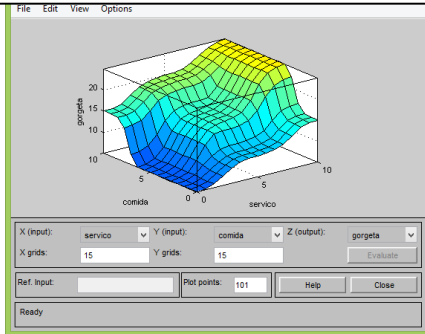 File Edit View Options
20
15
10
gorgeta
10
5
0
comida
0
5
10
servico
X (input): servico Y (input): comida Z (output): gorgeta
X grids: 15 Y grids: 15 Evaluate
Ref. Input: Plot points: 101 Help Close
Ready